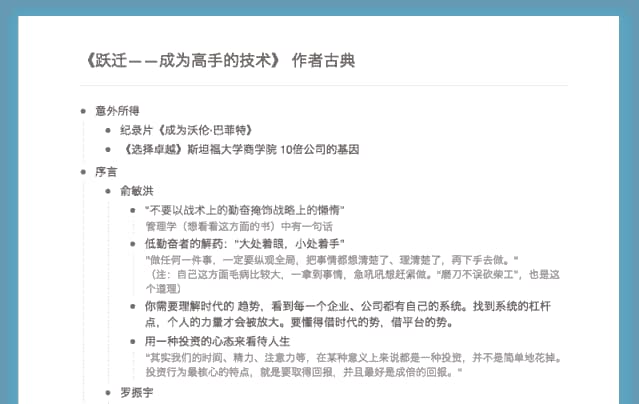 《跃迁——成为高手的技术》 作者古典
意外所得
纪录片《成为沃伦·巴菲特》
《选择卓越》斯坦福大学商学院 10倍公司的基因
序言
俞敏洪
"不要以战术上的勤奋掩饰战略上的懒惰"
管理学（想看看这方面的书）中有一句话
低勤奋者的解药："大处着眼，小处着手"
"做任何一件事，一定要纵观全局，把事情都想清楚了、理清楚了，再下手去做。"
（注：自己这方面毛病比较大，一拿到事情，急吼吼想赶紧做。"磨刀不误砍柴工"，也是这
个道理）
你需要理解时代的 趋势，看到每一个企业、公司都有自己的系统。找到系统的杠杆
点，个人的力量才会被放大。要懂得借时代的势，借平台的势。
用一种投资的心态来看待人生
"其实我们的时间、精力、注意力等，在某种意义上来说都是一种投资，并不是简单地花掉。
投资行为最核心的特点，就是要取得回报，并且最好是成倍的回报。"
罗振宇